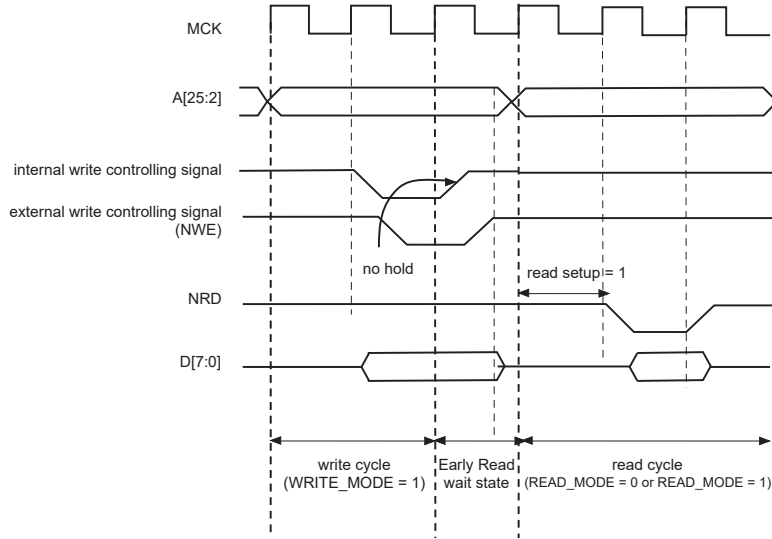 MCK
A[25:2]
internal write controlling signal
external write controlling signal
(NWE)
no hold
read setup = 1
NRD
D[7:0]
write cycle
(WRITE_MODE = 1)
Early Read
wait state
read cycle
(READ_MODE = 0 or READ_MODE = 1)